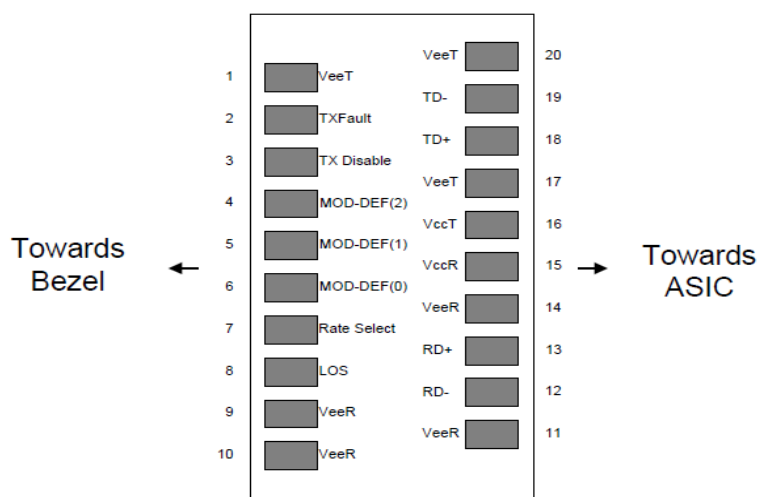 VeeT 20
1 VeeT
TD- 19
2 TXFault
TD+ 18
3 TX Disable
VeeT 17
4 MOD-DEF(2)
VccT 16
5 MOD-DEF(1)
Towards
Bezel
VccR 15
Towards
ASIC
6 MOD-DEF(0)
VeeR 14
7 Rate Select
RD+ 13
8 LOS
RD- 12
9 VeeR
VeeR 11
10 VeeR